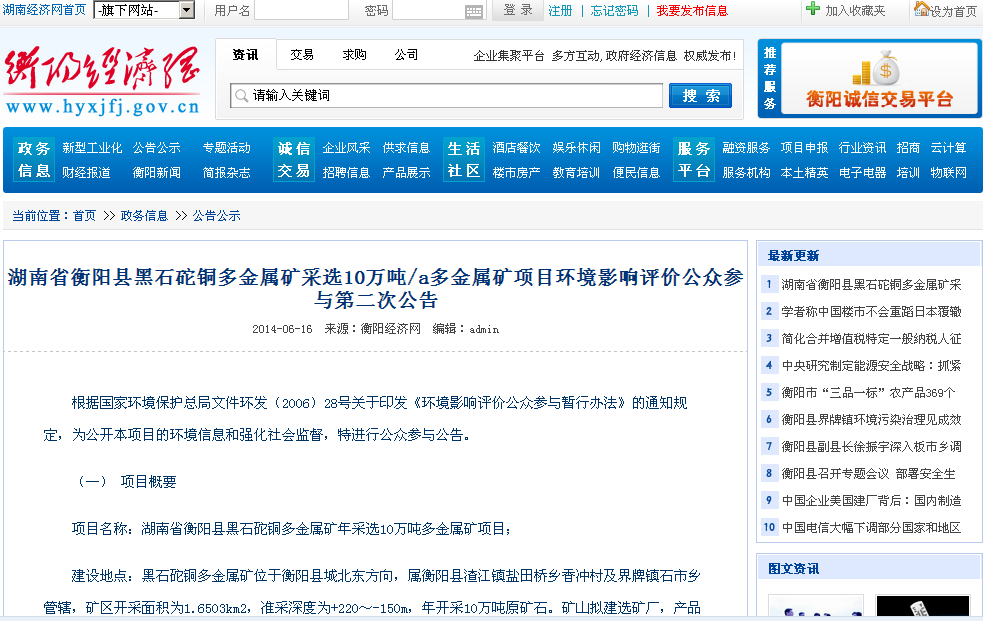 湖南经济网首页 -旗下网站- 用户名 密码 登 录 注册 | 忘记密码 | 我要发布信息 加入收藏夹 设为首页
衡阳经济网
www.hyxjfj.gov.cn
资讯 交易 求购 公司 企业集聚平台 多方互动,政府经济信息 权威发布!
请输入关键词 搜 索
推荐服务
衡阳诚信交易平台
政务 新型工业化 公告公示 专题活动 诚信 企业风采 供求信息 生活 酒店餐饮 娱乐休闲 购物逛街 服务 融资服务 项目申报 行业资讯 招商 云计算
信息 财经报道 衡阳新闻 简报杂志 交易 招聘信息 产品展示 社区 楼市房产 教育培训 便民信息 平台 服务机构 本土精英 电子电器 培训 物联网
当前位置：首页 >> 政务信息 >> 公告公示
湖南省衡阳县黑石砣铜多金属矿采选10万吨/a多金属矿项目环境影响评价公众参
与第二次公告
2014-06-16 来源：衡阳经济网 编辑：admin
根据国家环境保护总局文件环发（2006）28号关于印发《环境影响评价公众参与暂行办法》的通知规
定，为公开本项目的环境信息和强化社会监督，特进行公众参与公告。
（一） 项目概要
项目名称：湖南省衡阳县黑石砣铜多金属矿年采选10万吨多金属矿项目；
建设地点：黑石砣铜多金属矿位于衡阳县城北东方向，属衡阳县渣江镇盐田桥乡香冲村及界牌镇石市乡
管辖，矿区开采面积为1.6503km2，准采深度为+220～-150m，年开采10万吨原矿石。矿山拟建选矿厂，产品
最新更新
1 湖南省衡阳县黑石砣铜多金属矿采
2 学者称中国楼市不会重蹈日本覆辙
3 简化合并增值税特定一般纳税人征
4 中央研究制定能源安全战略：抓紧
5 衡阳市“三品一标”农产品369个
6 衡阳县界牌镇环境污染治理见成效
7 衡阳县副县长徐振宇深入板市乡调
8 衡阳县召开专题会议 部署安全生
9 中国企业美国建厂背后：国内制造
10 中国电信大幅下调部分国家和地区
图文资讯